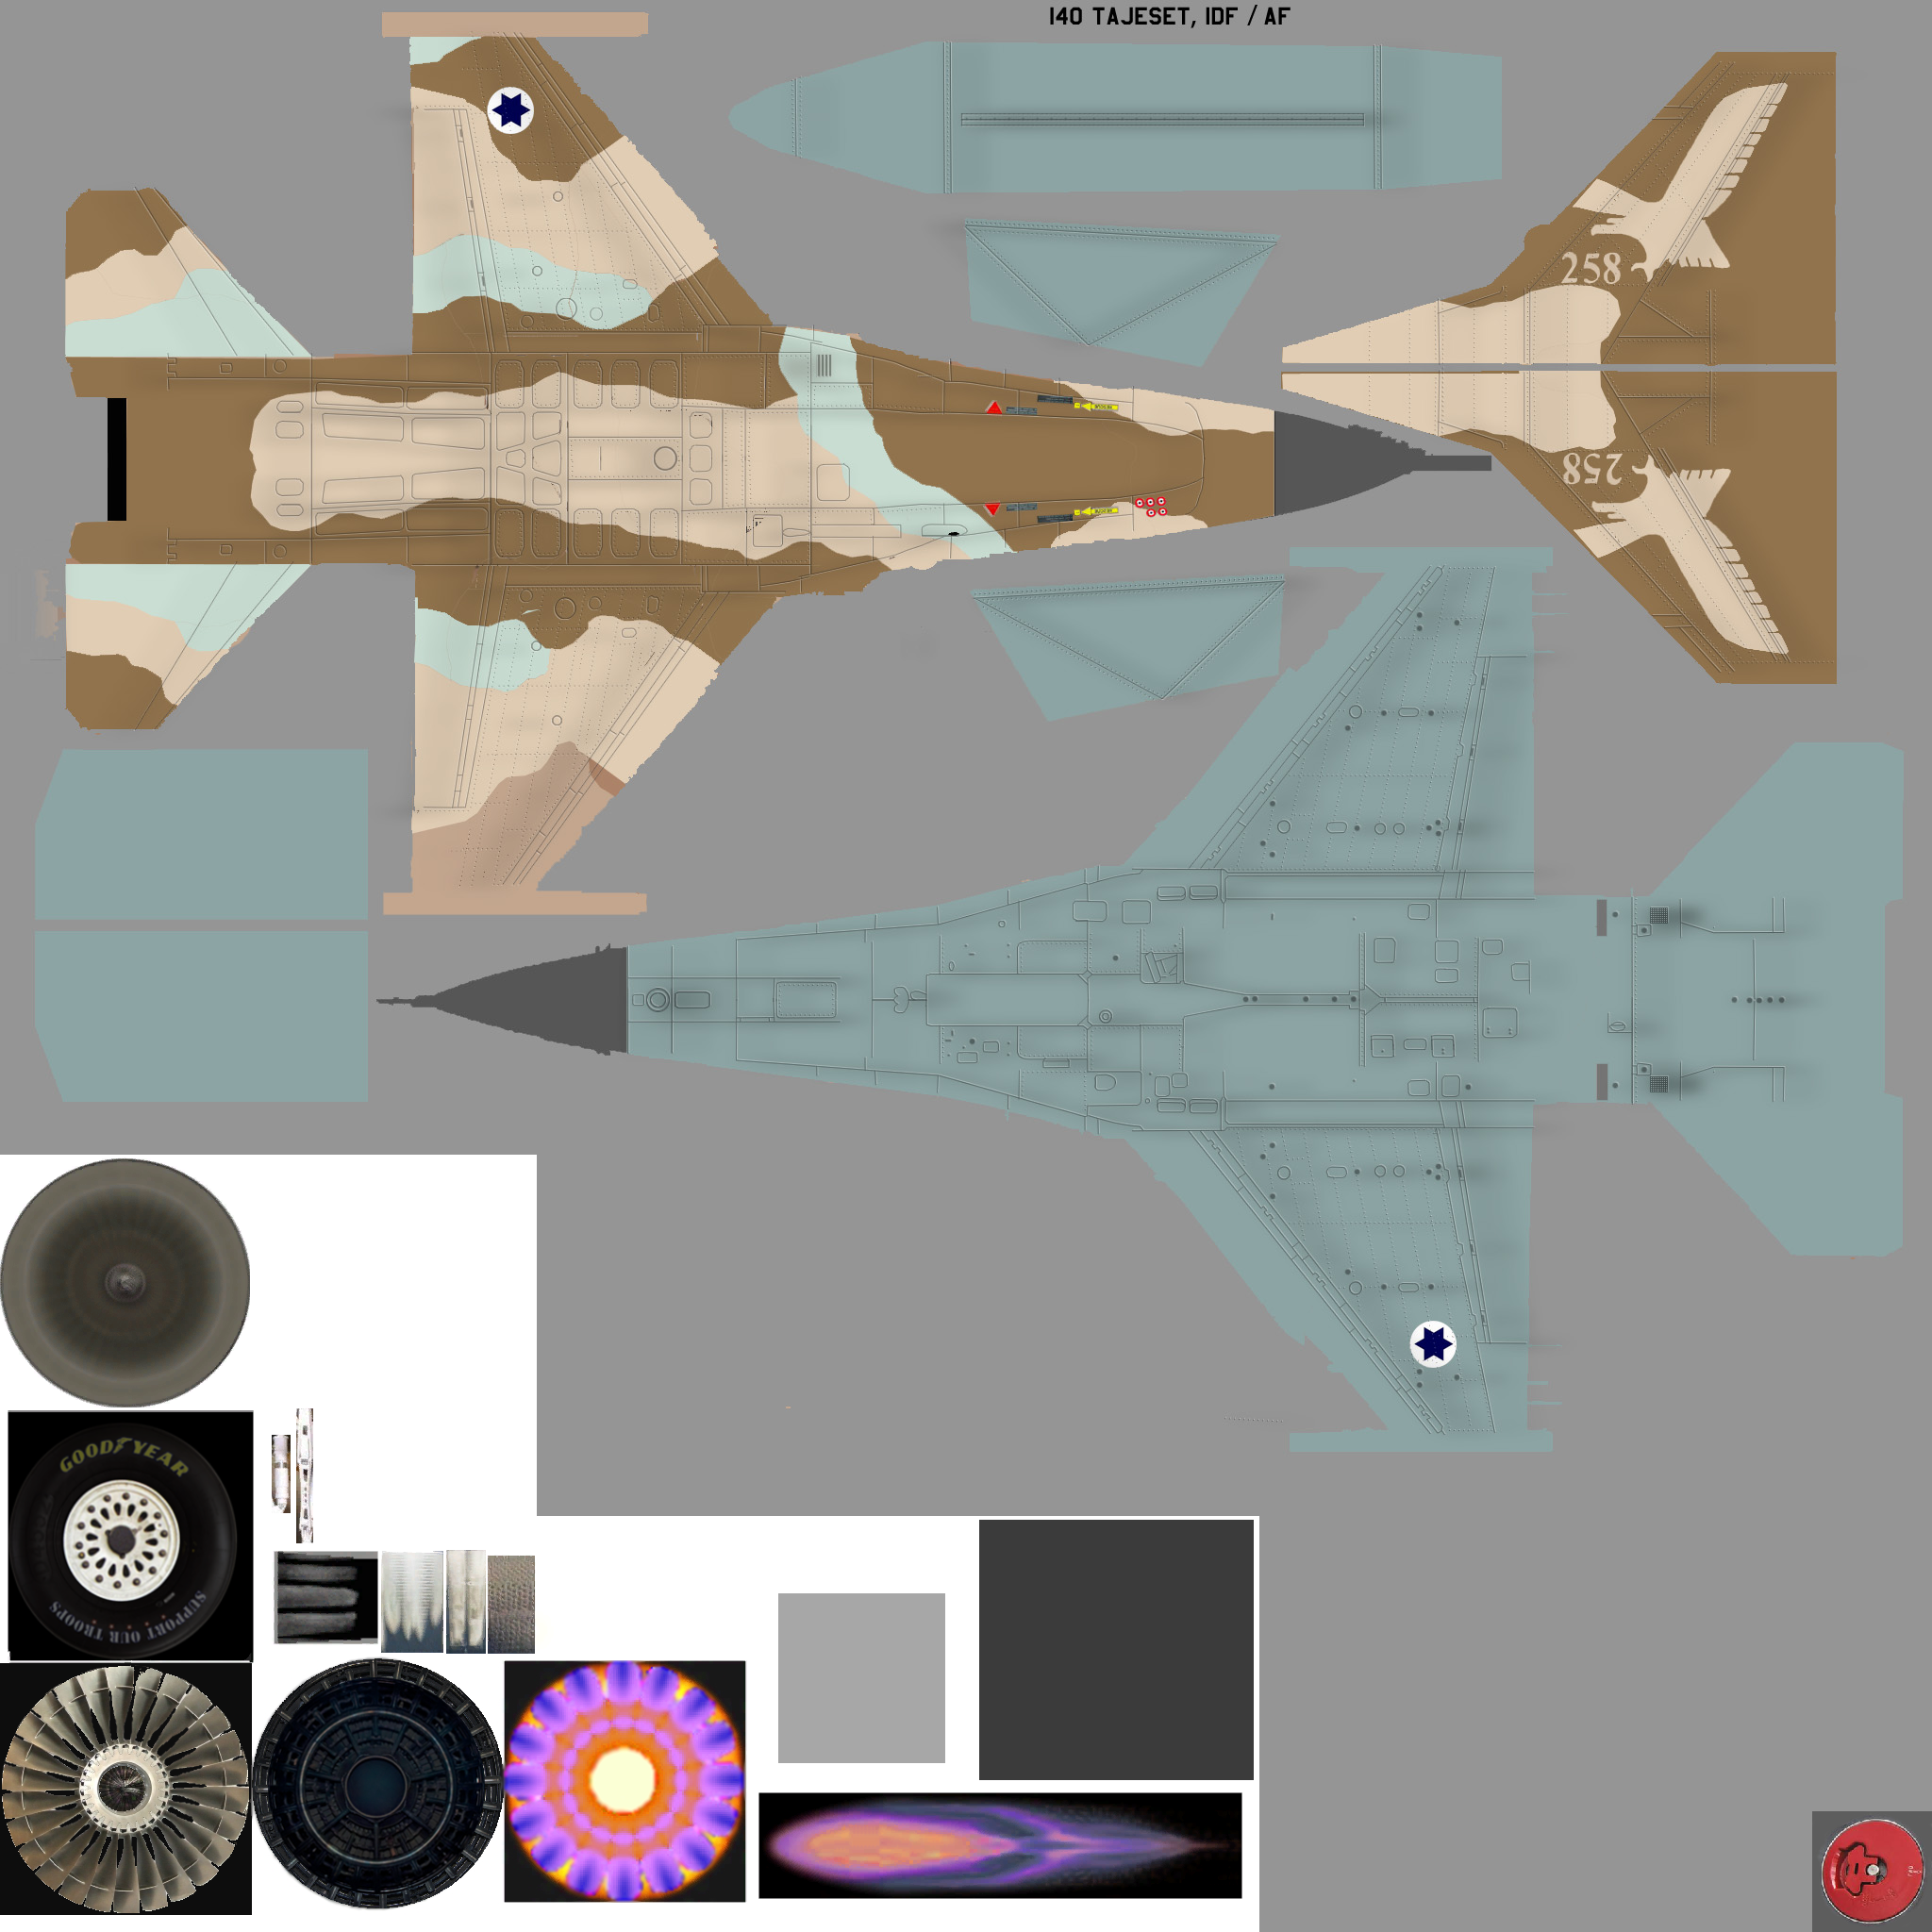 140 TAJESET, IDF / AF
258
258
GOODYEAR
SUPPORT OUR TROOPS